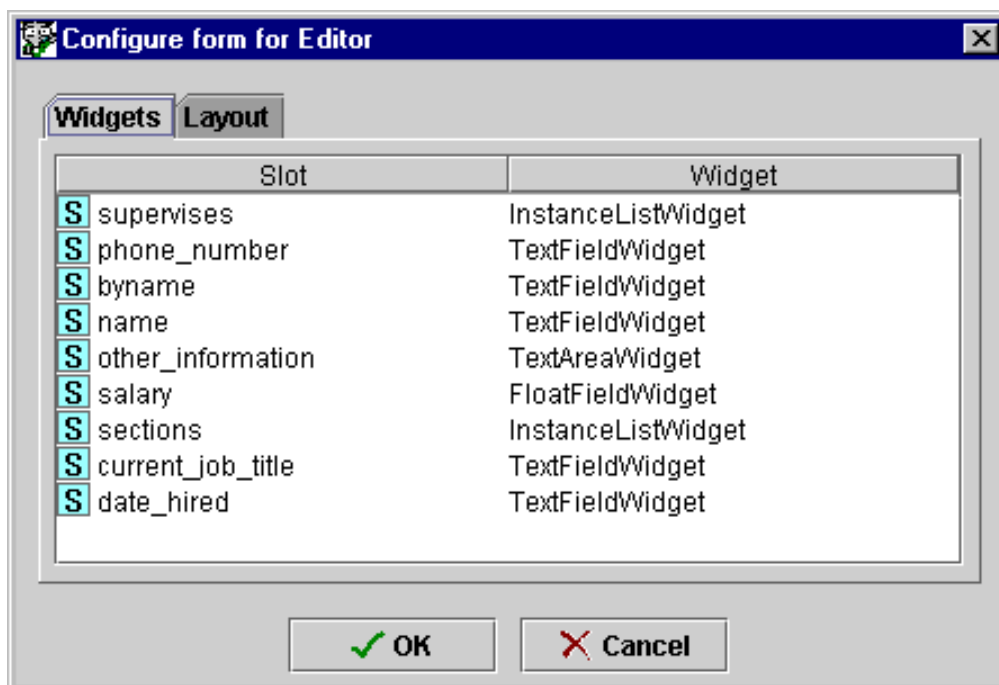 Configure form for Editor
Widgets Layout
Slot Widget
S supervises InstanceListWidget
S phone_number TextFieldWidget
S byname TextFieldWidget
S name TextFieldWidget
S other_information TextAreaWidget
S salary FloatFieldWidget
S sections InstanceListWidget
S current_job_title TextFieldWidget
S date_hired TextFieldWidget
OK Cancel